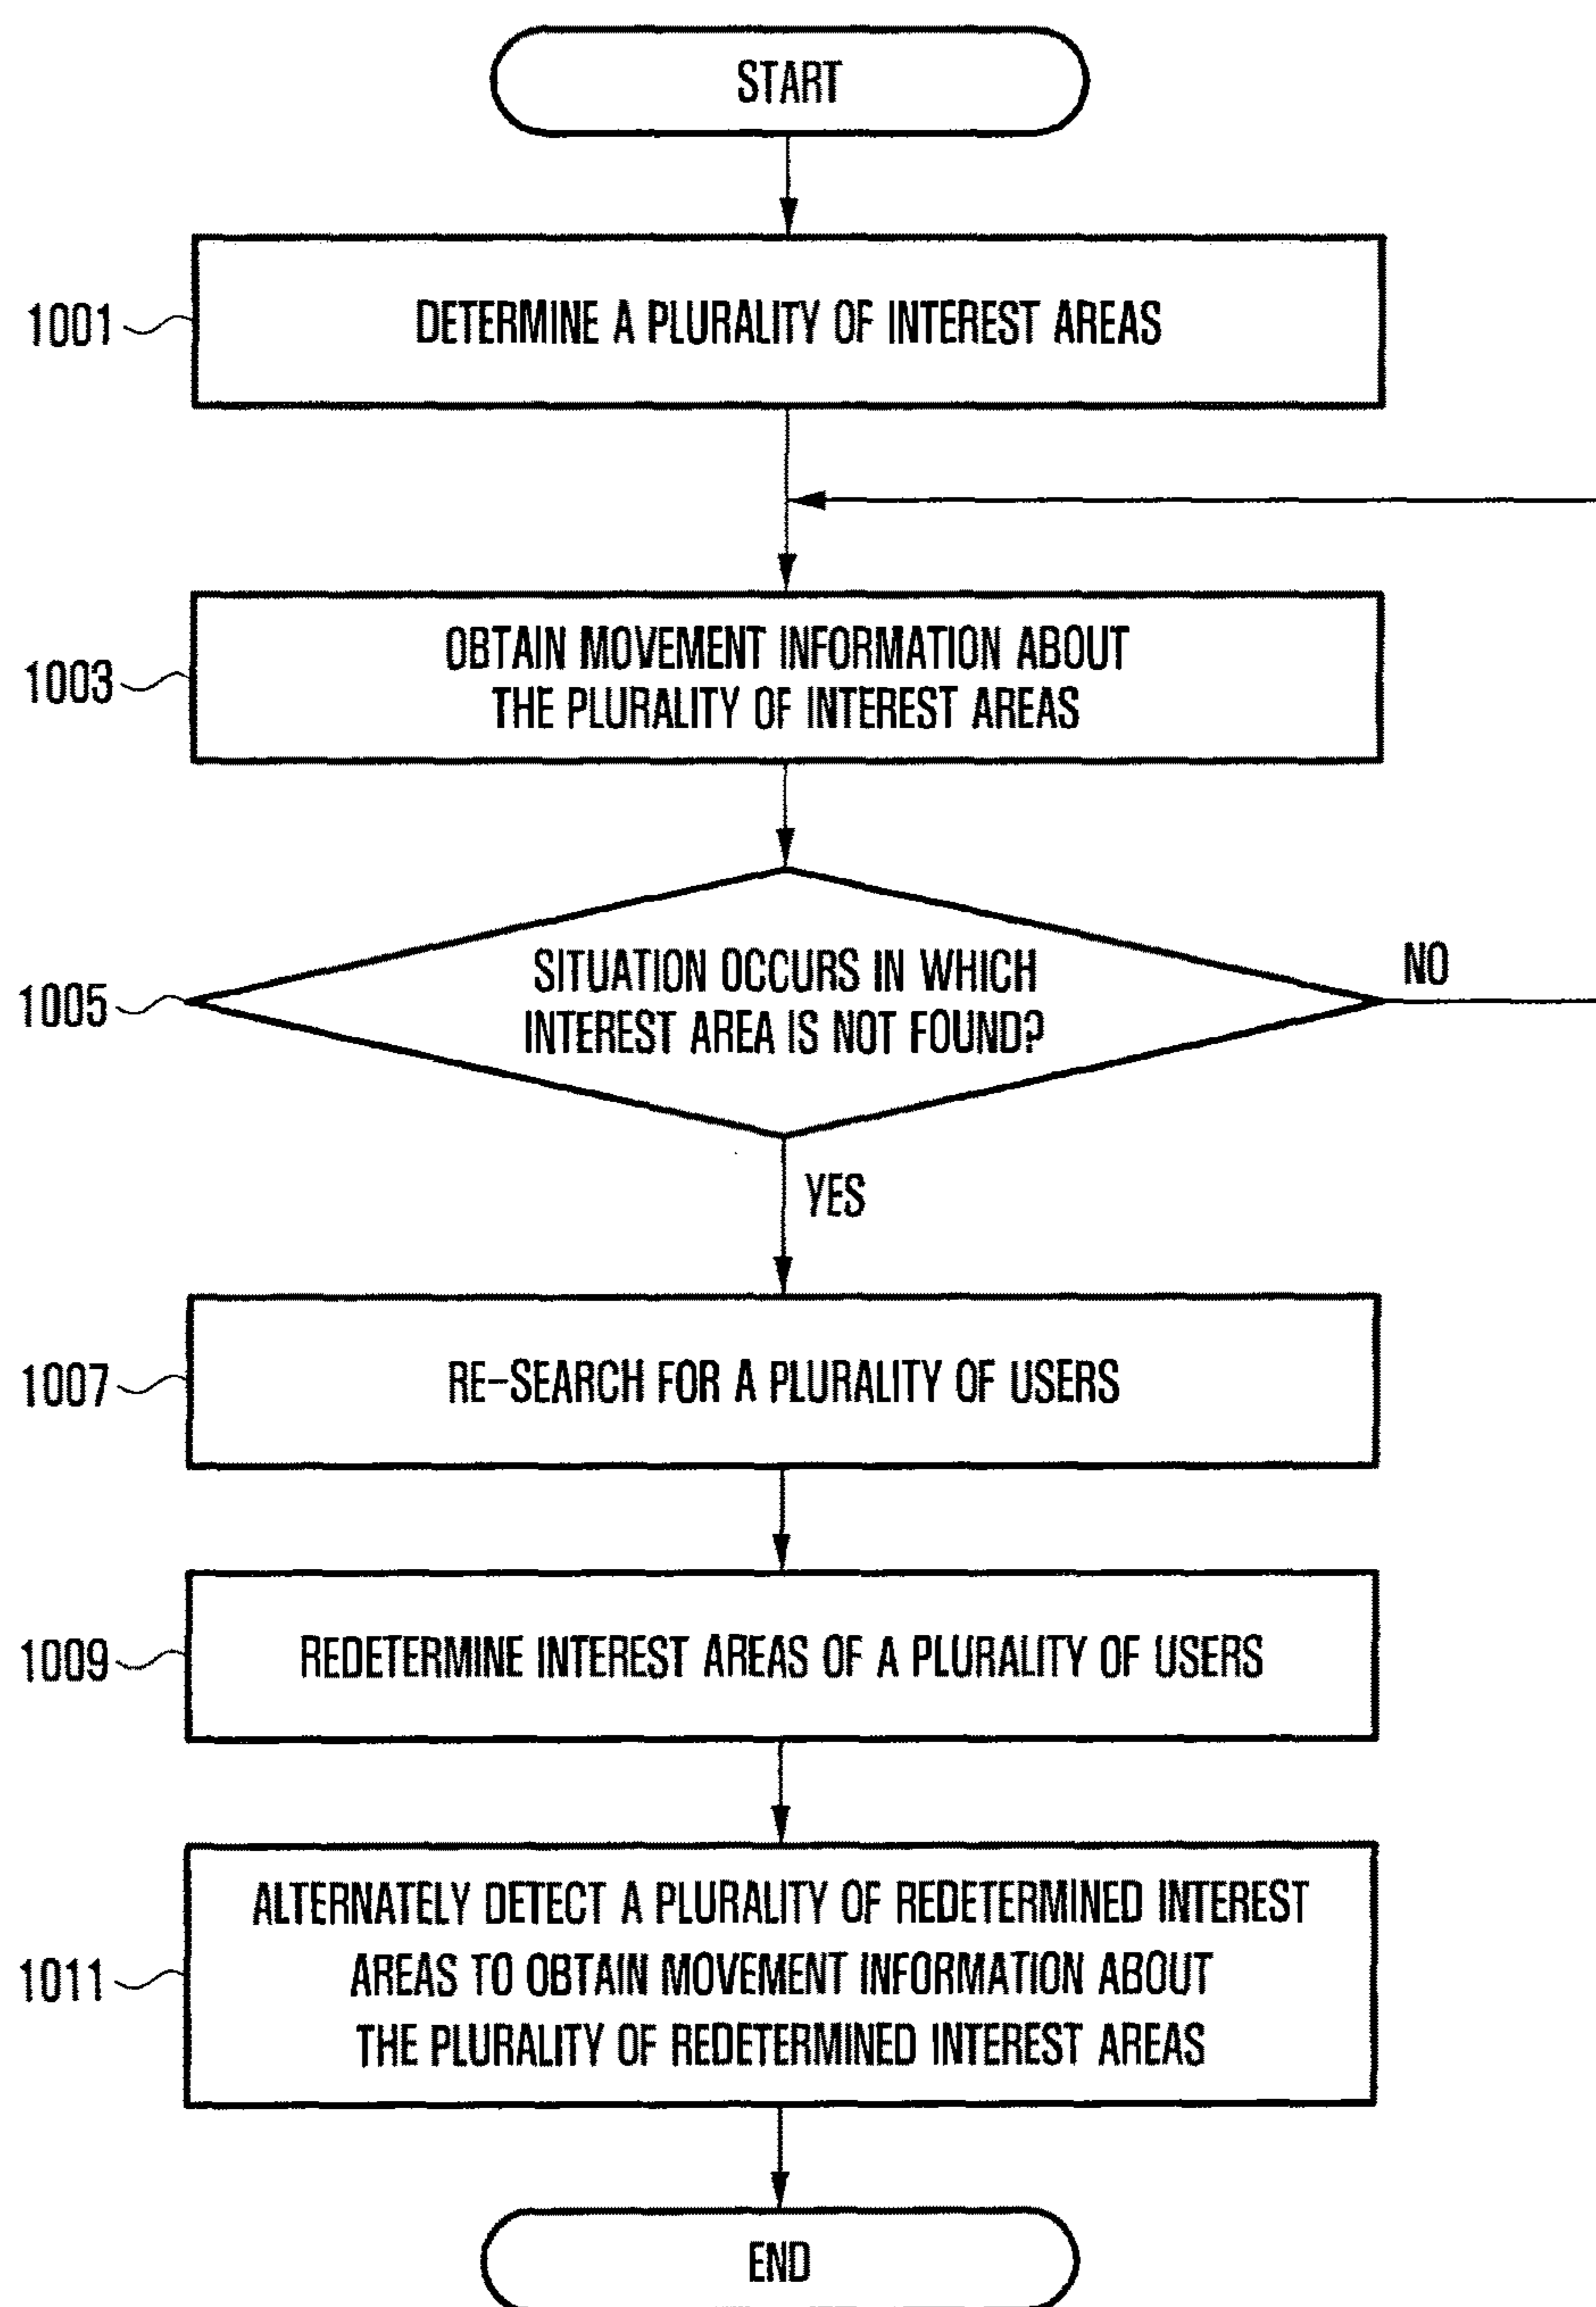 START
1001
DETERMINE A PLURALITY OF INTEREST AREAS
1003
OBTAIN MOVEMENT INFORMATION ABOUT
THE PLURALITY OF INTEREST AREAS
1005
SITUATION OCCURS IN WHICH
INTEREST AREA IS NOT FOUND?
NO
YES
1007
RE-SEARCH FOR A PLURALITY OF USERS
1009
REDETERMINE INTEREST AREAS OF A PLURALITY OF USERS
1011
ALTERNATELY DETECT A PLURALITY OF REDETERMINED INTEREST
AREAS TO OBTAIN MOVEMENT INFORMATION ABOUT
THE PLURALITY OF REDETERMINED INTEREST AREAS
END